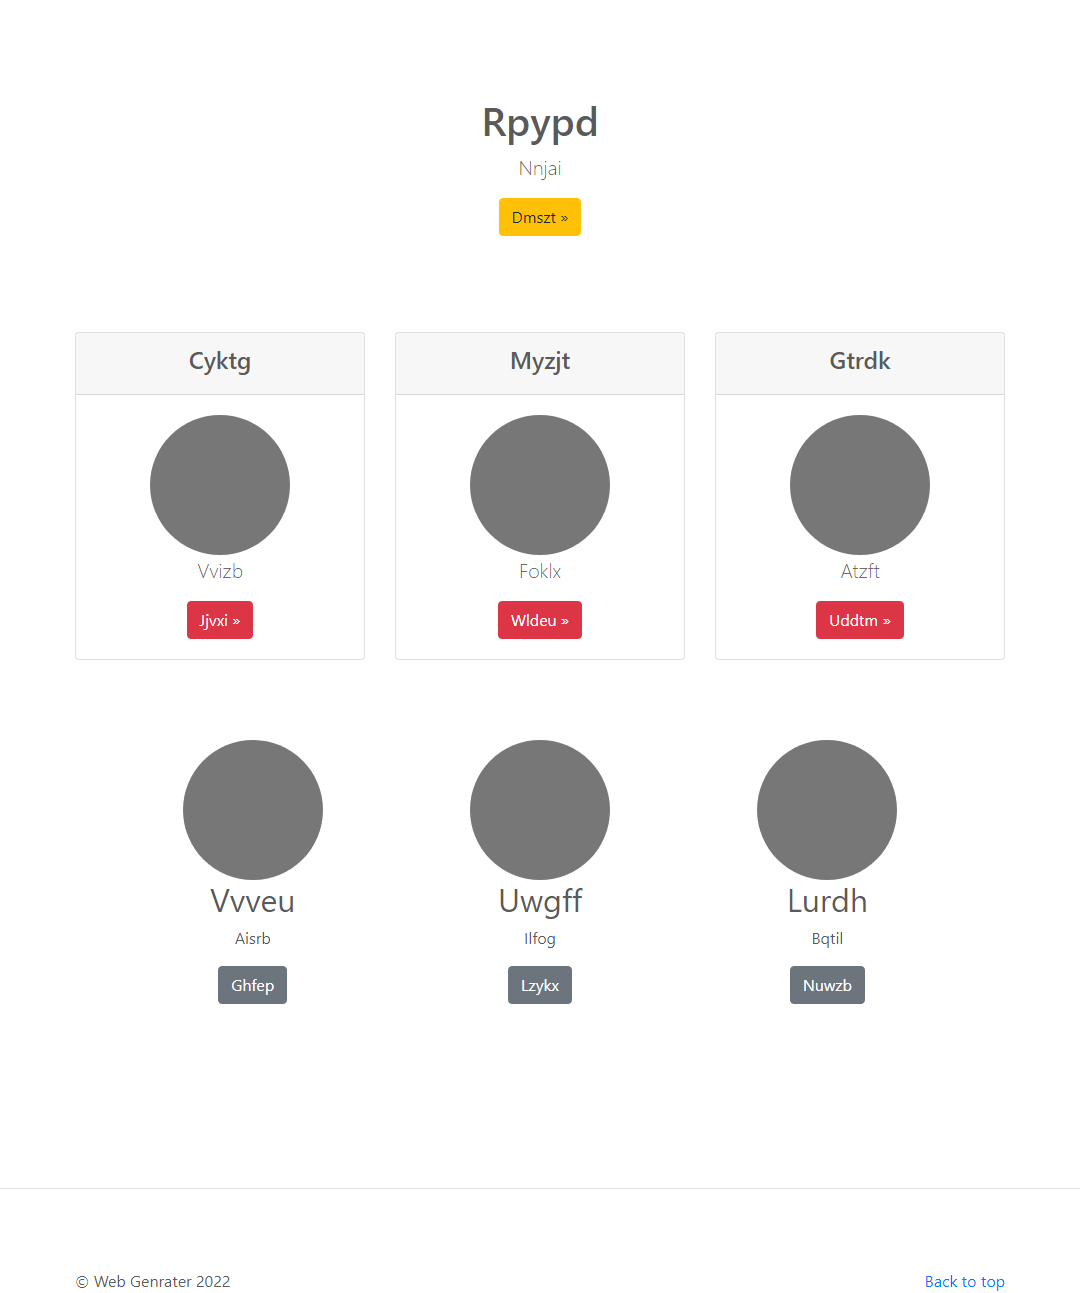 Rpypd
Nnjai
Dmszt »
Cyktg
Myzjt
Gtrdk
Vvizb
Foklx
Atzft
Jjvxi »
Wldeu »
Uddtm »
Vvveu
Uwgff
Lurdh
Aisrb
Ilfog
Bqtil
Ghfep
Lzykx
Nuwzb
© Web Genrater 2022
Back to top